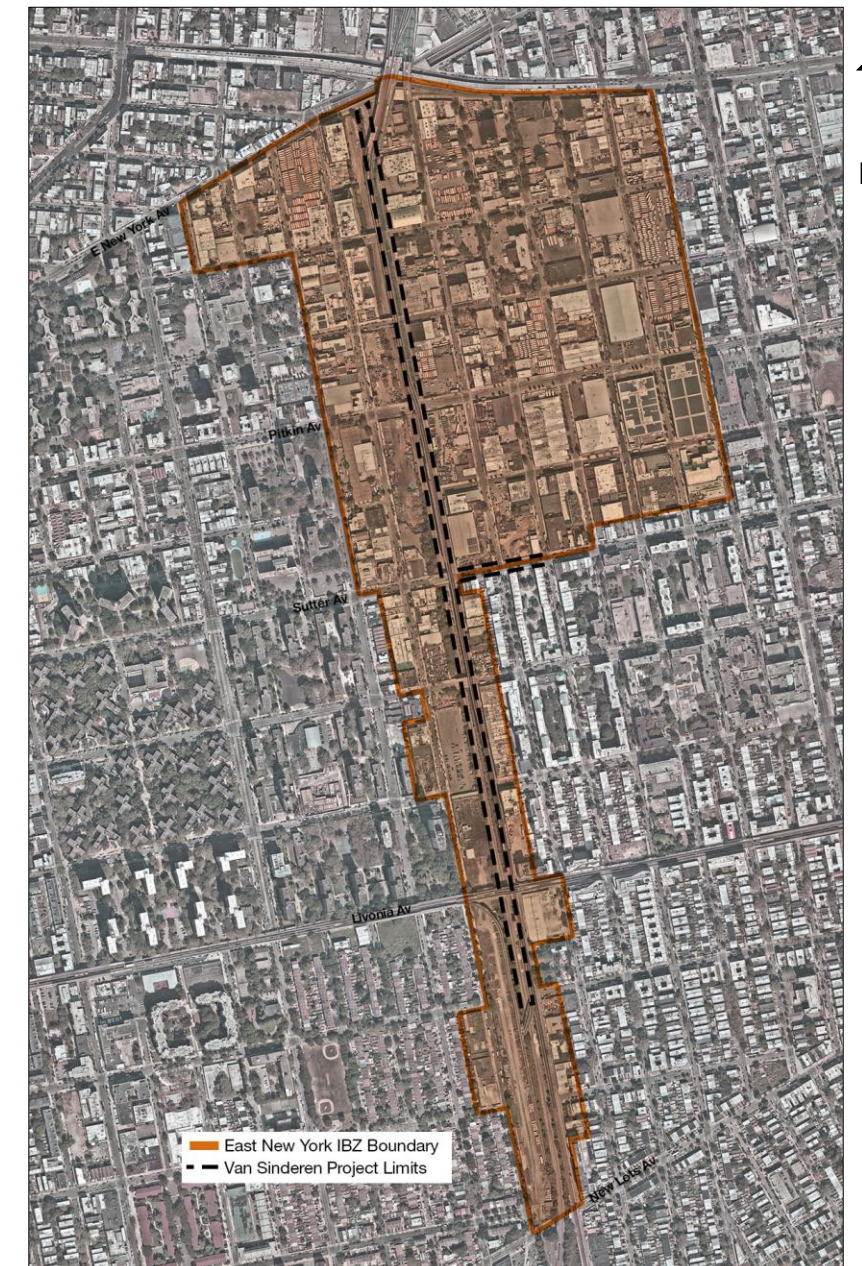 E New York Av
Pitkin Av
Sutter Av
Livonia Av
East New York IBZ Boundary
Van Sinderen Project Limits
New Lots Av